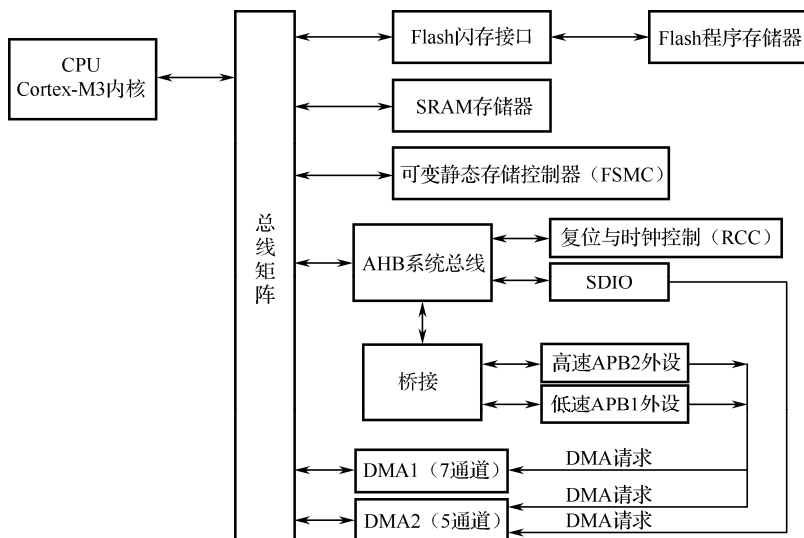 CPU
Cortex-M3内核
总线矩阵
Flash闪存接口
Flash程序存储器
SRAM存储器
可变静态存储控制器（FSMC）
AHB系统总线
复位与时钟控制（RCC）
SDIO
桥接
高速APB2外设
低速APB1外设
DMA1（7通道）
DMA请求
DMA请求
DMA2（5通道）
DMA请求